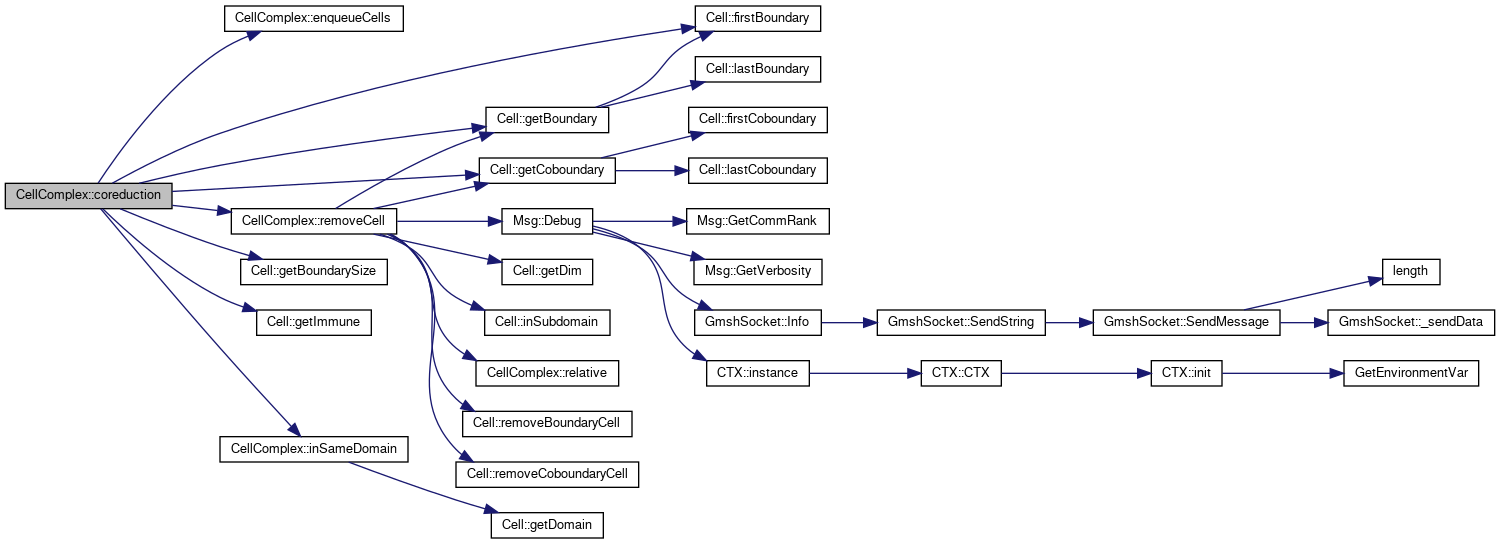 CellComplex::enqueueCells
Cell::firstBoundary
Cell::lastBoundary
Cell::getBoundary
Cell::firstCoboundary
Cell::getCoboundary
Cell::lastCoboundary
CellComplex::coreduction
CellComplex::removeCell
Msg::Debug
Msg::GetCommRank
Cell::getBoundarySize
Cell::getDim
Msg::GetVerbosity
length
Cell::getImmune
Cell::inSubdomain
GmshSocket::Info
GmshSocket::SendString
GmshSocket::SendMessage
GmshSocket::_sendData
CellComplex::relative
CTX::instance
CTX::CTX
CTX::init
GetEnvironmentVar
Cell::removeBoundaryCell
CellComplex::inSameDomain
Cell::removeCoboundaryCell
Cell::getDomain